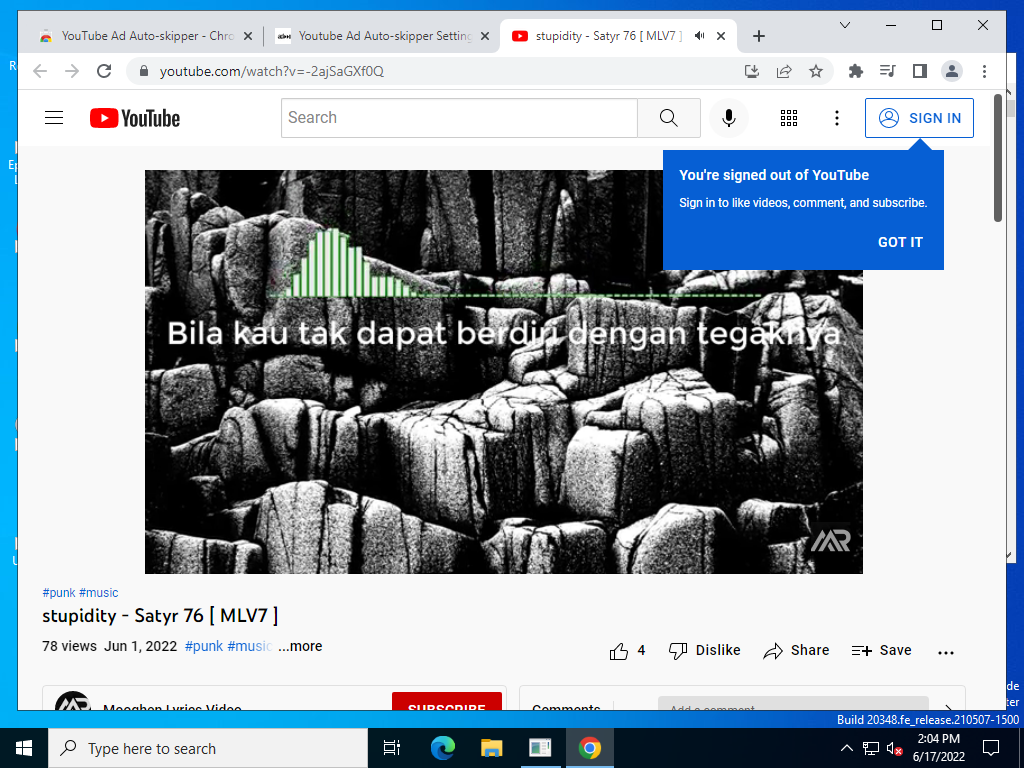 YouTube Ad Auto-skipper - Chro
Youtube Ad Auto-skipper Setting
stupidity - Satyr 76 [ MLV7 ]
youtube.com/watch?v=-2ajSaGXf0Q
YouTube
Search
SIGN IN
You're signed out of YouTube
Sign in to like videos, comment, and subscribe.
GOT IT
Bila kau tak dapat berdiri dengan tegaknya
MR
#punk #music
stupidity - Satyr 76 [ MLV7 ]
78 views Jun 1, 2022 #punk #music ...more
4 Dislike Share Save
Mooghen Lyrics Video
SUBSCRIBE
Comments
Add a comment...
Build 20348.fe_release.210507-1500
Type here to search
2:04 PM
6/17/2022